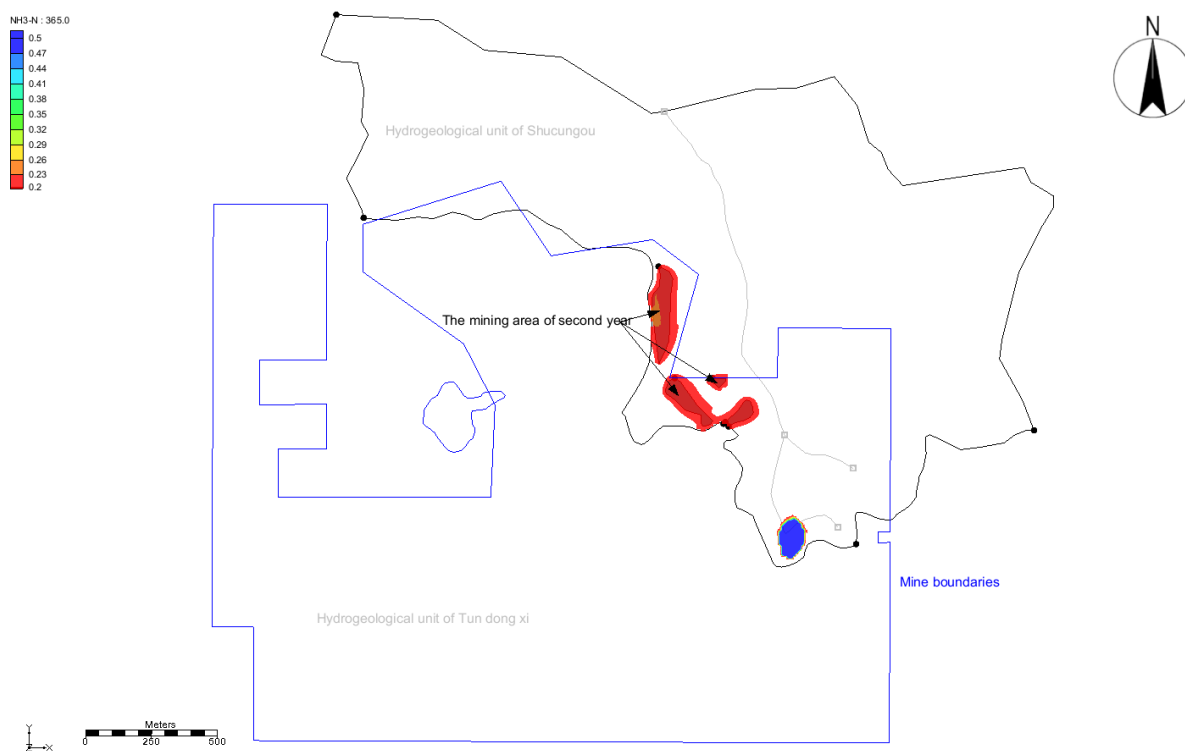 NH3-N : 365.0
0.5
0.47
0.44
0.41
0.38
0.35
0.32
0.29
0.26
0.23
0.2
N
Hydrogeological unit of Shucungou
The mining area of second year
Mine boundaries
Hydrogeological unit of Tun dong xi
Y
Z X
Meters
0 250 500